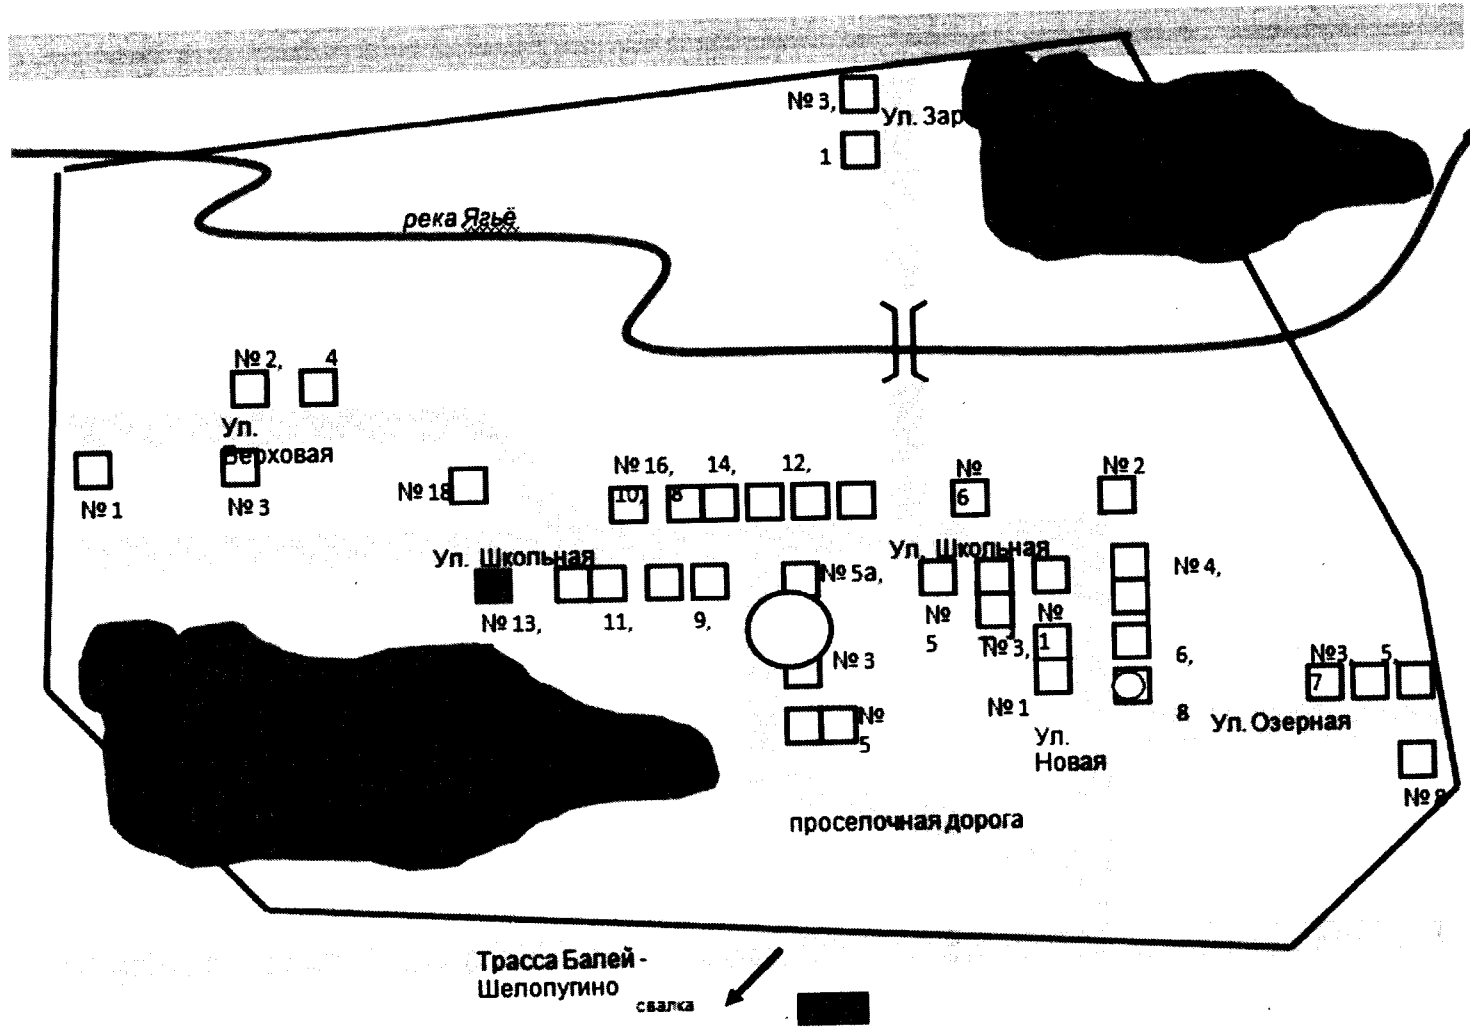 № 3,
Ул. Зар
1
река Ягьё
№ 2, 4
Ул.
Верховая
№ 1
№ 3
№ 18
№ 16, 14, 12,
10, 8
№
6
№ 2
Ул. Школьная
Ул. Школьная
№ 13, 11, 9,
№ 5а,
№ 3
№
5
№
5
№ 3,
№
1
№ 1
Ул.
Новая
№ 4,
6,
8
№3, 5,
7
Ул. Озерная
№ 9
проселочная дорога
Трасса Балей -
Шелопугино
свалка